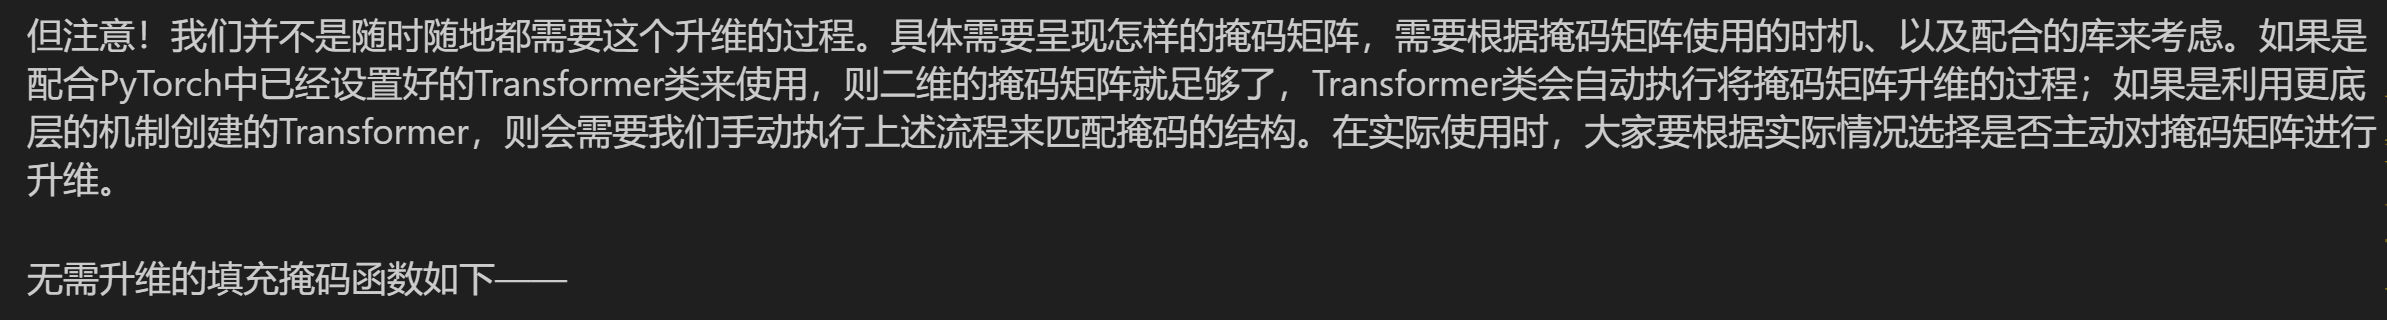 但注意！我们并不是随时随地都需要这个升维的过程。具体需要呈现怎样的掩码矩阵，需要根据掩码矩阵使用的时机、以及配合的库来考虑。如果是
配合PyTorch中已经设置好的Transformer类来使用，则二维的掩码矩阵就足够了，Transformer类会自动执行将掩码矩阵升维的过程；如果是利用更底
层的机制创建的Transformer，则会需要我们手动执行上述流程来匹配掩码的结构。在实际使用时，大家要根据实际情况选择是否主动对掩码矩阵进行
升维。
无需升维的填充掩码函数如下——